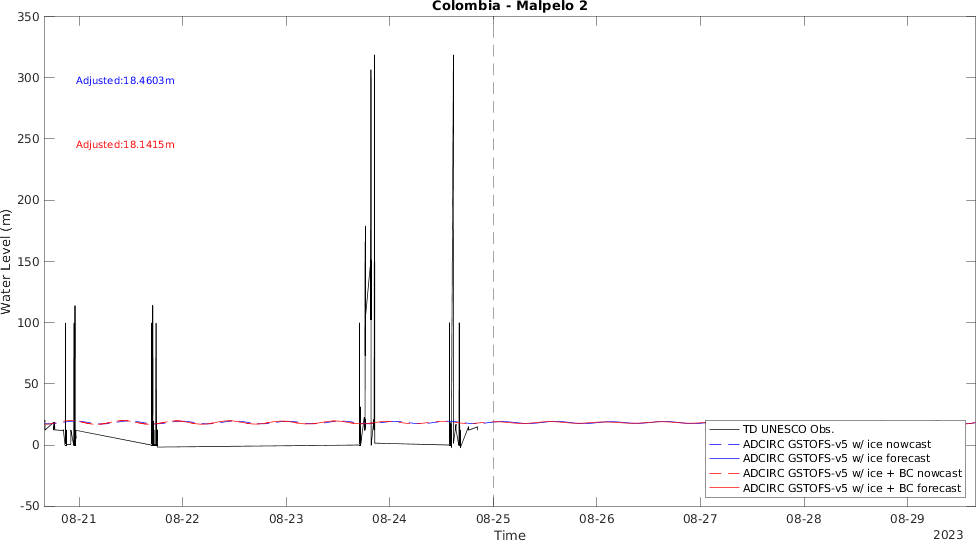 Colombia - Malpelo 2
350
300
250
200
150
100
50
0
-50
Water Level (m)
Adjusted:18.4603m
Adjusted:18.1415m
TD UNESCO Obs.
ADCIRC GSTOFS-v5 w/ ice nowcast
ADCIRC GSTOFS-v5 w/ ice forecast
ADCIRC GSTOFS-v5 w/ ice + BC nowcast
ADCIRC GSTOFS-v5 w/ ice + BC forecast
08-21 08-22 08-23 08-24 08-25 08-26 08-27 08-28 08-29
Time
2023